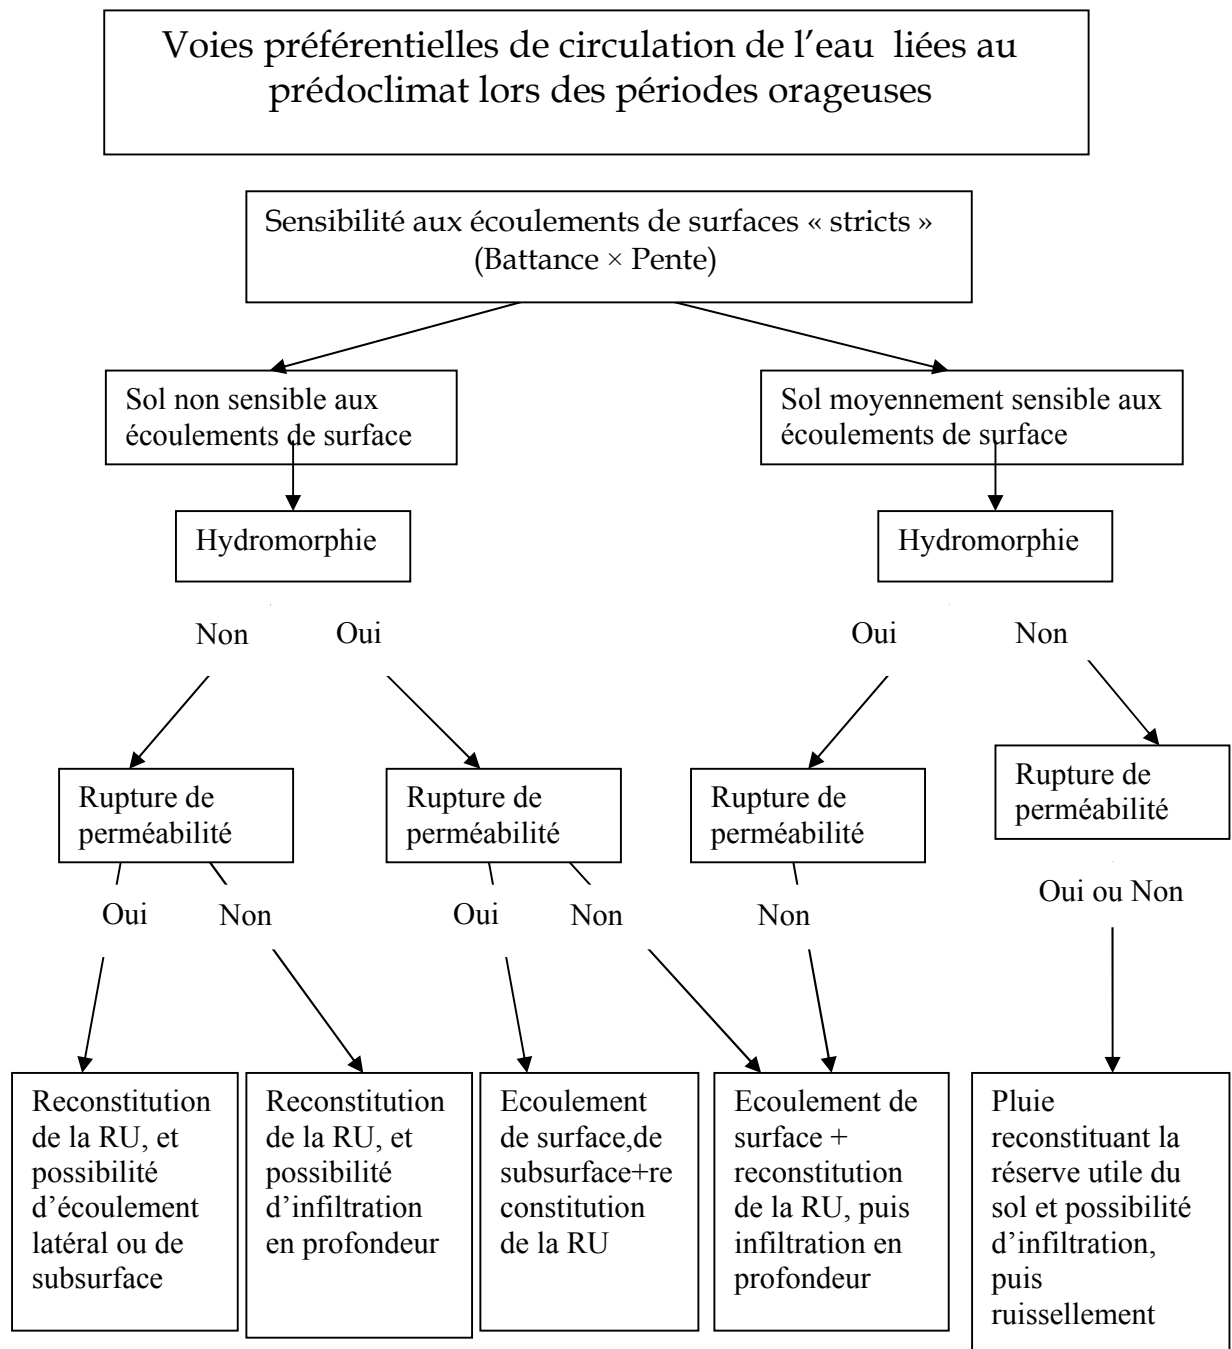 Voies préférentielles de circulation de l’eau liées au
prédoclimat lors des périodes orageuses
Sensibilité aux écoulements de surfaces « stricts »
(Battance × Pente)
Sol non sensible aux
écoulements de surface
Sol moyennement sensible aux
écoulements de surface
Hydromorphie
Hydromorphie
Non
Oui
Oui
Non
Rupture de
perméabilité
Rupture de
perméabilité
Rupture de
perméabilité
Rupture de
perméabilité
Oui
Non
Oui
Non
Non
Oui ou Non
Reconstitution
de la RU, et
possibilité
d’écoulement
latéral ou de
subsurface
Reconstitution
de la RU, et
possibilité
d’infiltration
en profondeur
Ecoulement
de surface,de
subsurface+re
constitution
de la RU
Ecoulement de
surface +
reconstitution
de la RU, puis
infiltration en
profondeur
Pluie
reconstituant la
réserve utile du
sol et possibilité
d’infiltration,
puis
ruissellement